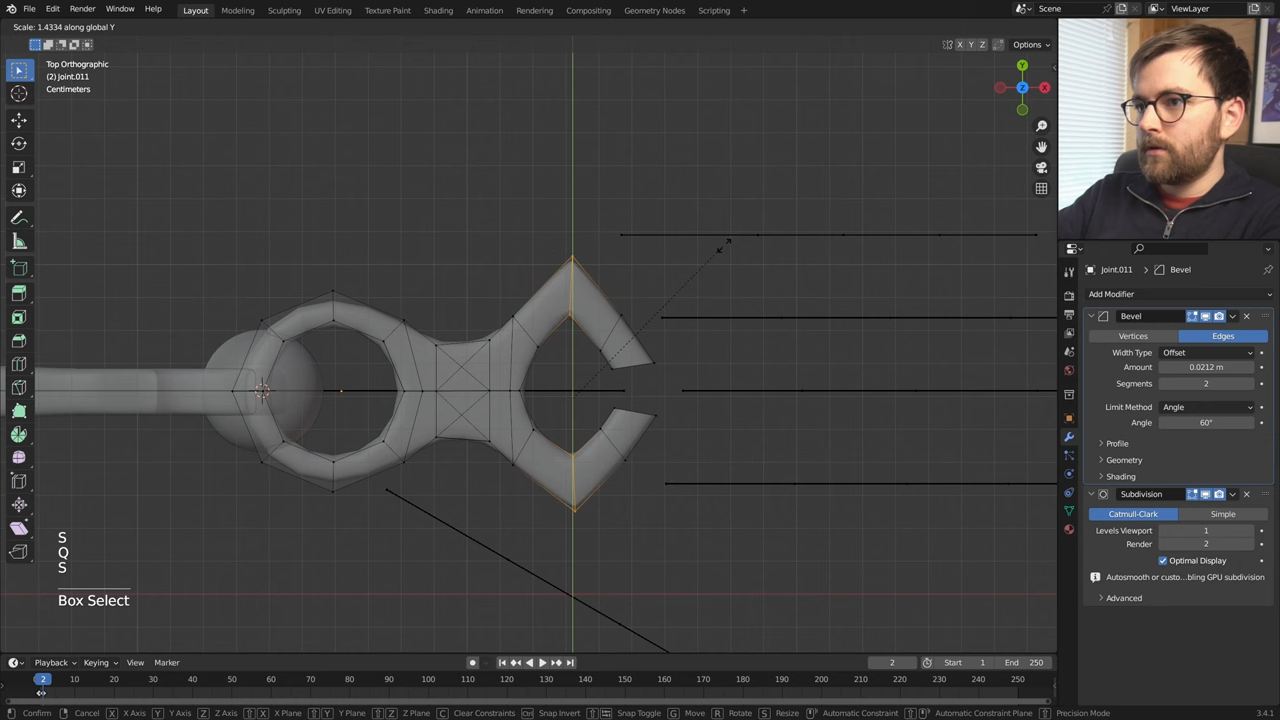 File Edit Render Window Help
Layout Modeling Sculpting UV Editing Texture Paint Shading Animation Rendering Compositing Geometry Nodes Scripting
Scene
ViewLayer
Scale: 1.4334 along global Y
X Y Z
Options
Top Orthographic
(2) Joint.011
Centimeters
Y
Z
X
S
Q
S
Box Select
Joint.011 Bevel
Add Modifier
Bevel
Vertices Edges
Width Type Offset
Amount 0.0212 m
Segments 2
Limit Method Angle
Angle 60°
Profile
Geometry
Shading
Subdivision
Catmull-Clark Simple
Levels Viewport 1
Render 2
Optimal Display
Autosmooth or custo...bling GPU subdivision
Advanced
Playback Keying View Marker
2
Start 1 End 250
2 10 20 30 40 50 60 70 80 90 100 110 120 130 140 150 160 170 180 190 200 210 220 230 240 250
Confirm Cancel X X Axis Y Y Axis Z Z Axis X X Plane Y Y Plane Z Z Plane C Clear Constraints Snap Invert Snap Toggle G Move R Rotate S Resize Automatic Constraint Automatic Constraint Plane Precision Mode
3.4.1